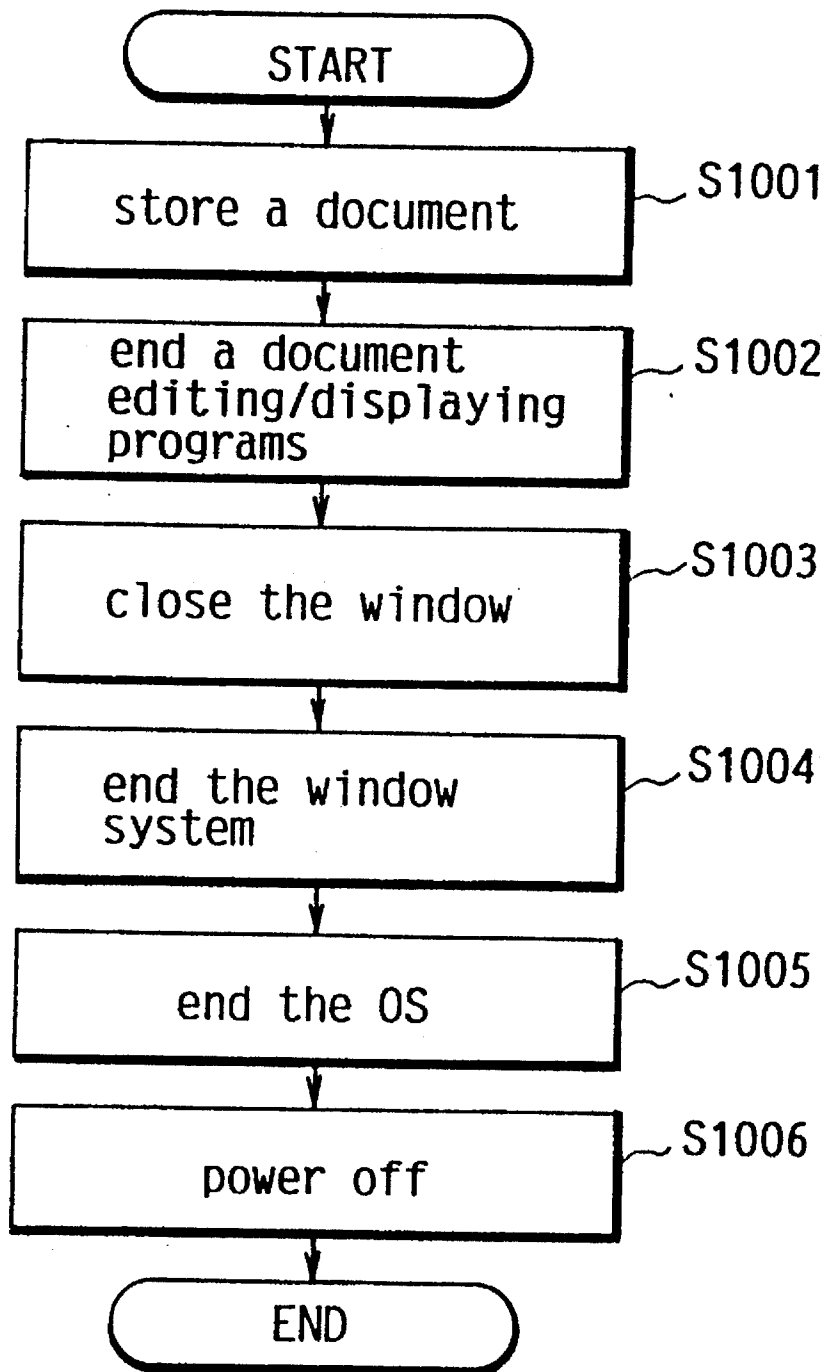 START
store a document
S1001
end a document
editing/displaying
programs
S1002
close the window
S1003
end the window
system
S1004
end the OS
S1005
power off
S1006
END